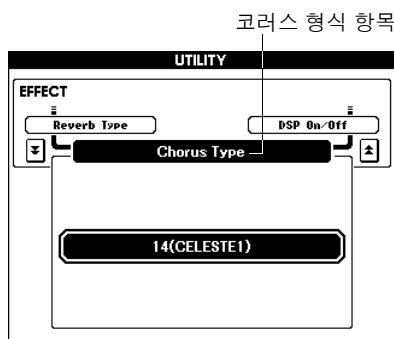 코러스 형식 항목
UTILITY
EFFECT
Reverb Type
DSP On/Off
Chorus Type
14(CELESTE1)